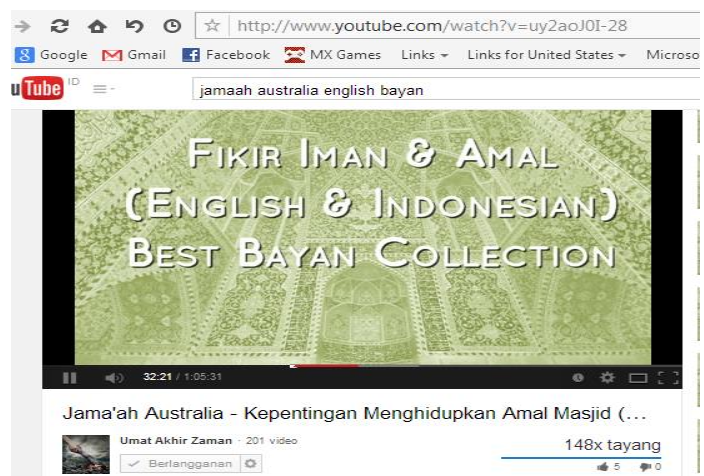 http://www.youtube.com/watch?v=uy2aoJ0I-28
Google Gmail Facebook MX Games Links Links for United States Microso
uTube ID jamaah australia english bayan
FIKIR IMAN & AMAL
(ENGLISH & INDONESIAN)
BEST BAYAN COLLECTION
32:21 / 1:05:31
Jama'ah Australia - Kepentingan Menghidupkan Amal Masjid (...
Umat Akhir Zaman · 201 video
148x tayang
Berlangganan
5 0